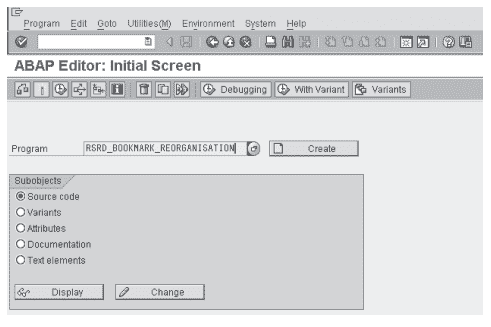 Program Edit Goto Utilities(M) Environment System Help
ABAP Editor: Initial Screen
Debugging With Variant Variants
Program RSRD_BOOKMARK_REORGANISATION Create
Subobjects
Source code
Variants
Attributes
Documentation
Text elements
Display Change